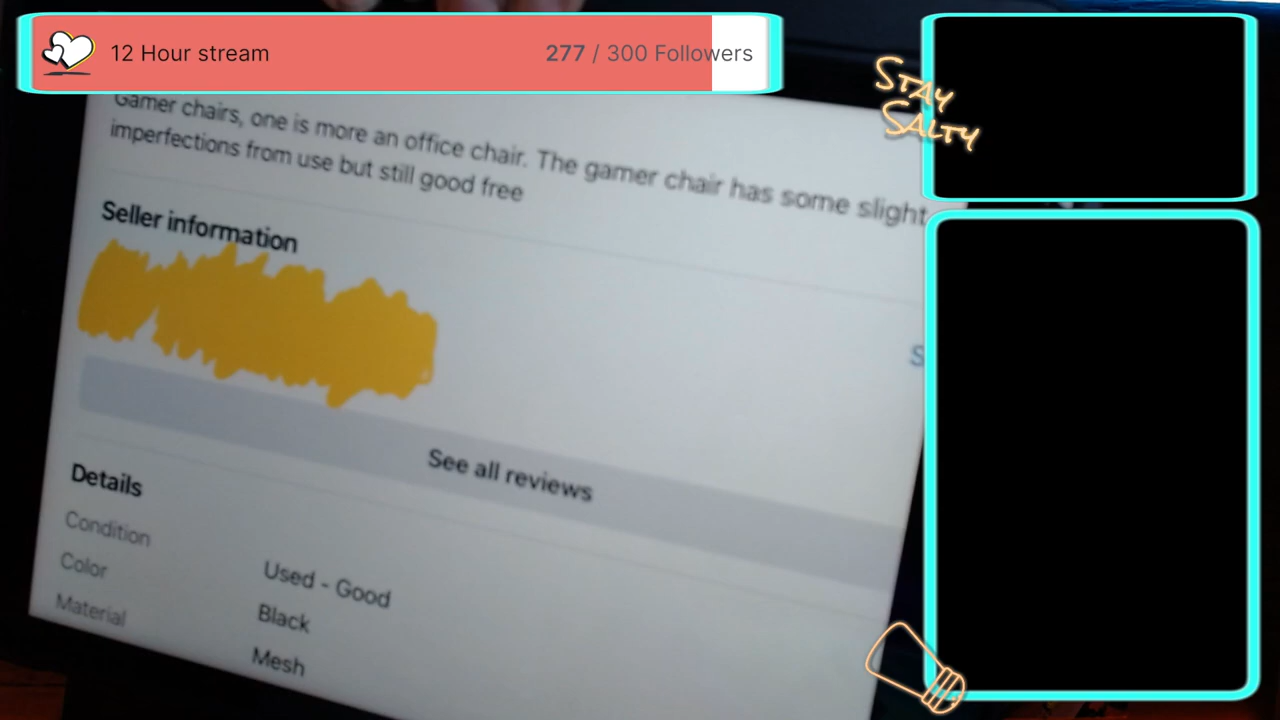 12 Hour stream
277 / 300 Followers
STAY
SALTY
Gamer chairs, one is more an office chair. The gamer chair has some slight
imperfections from use but still good free
Seller information
S
See all reviews
Details
Condition
Used - Good
Color
Black
Material
Mesh